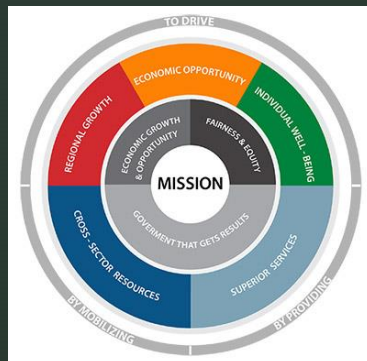 TO DRIVE
REGIONAL GROWTH
ECONOMIC OPPORTUNITY
INDIVIDUAL WELL - BEING
ECONOMIC GROWTH
& OPPORTUNITY
FAIRNESS & EQUITY
MISSION
GOVERMENT THAT GETS RESULTS
CROSS - SECTOR RESOURCES
SUPERIOR SERVICES
BY MOBILIZING
BY PROVIDING